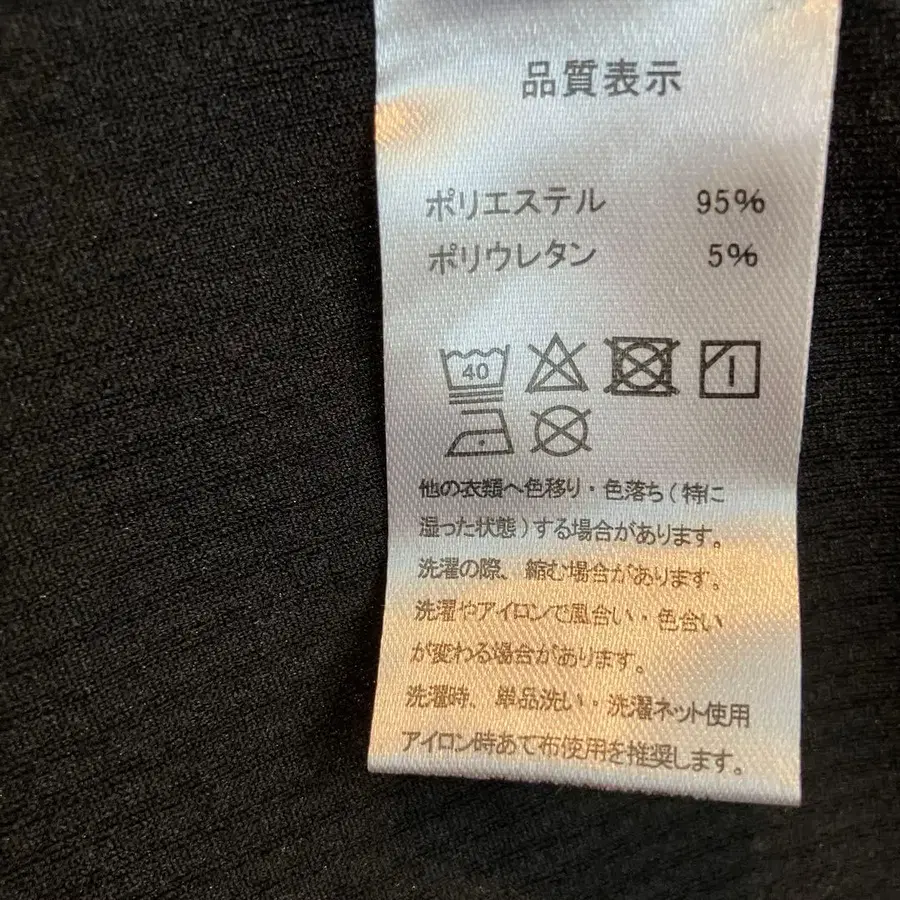 品質表示
ポリエステル 95%
ポリウレタン 5%
40
他の衣類へ色移り・色落ち(特に
湿った状態)する場合があります。
洗濯の際、縮む場合があります。
洗濯やアイロンで風合い・色合い
が変わる場合があります。
洗濯時、単品洗い・洗濯ネット使用
アイロン時あて布使用を推奨します。